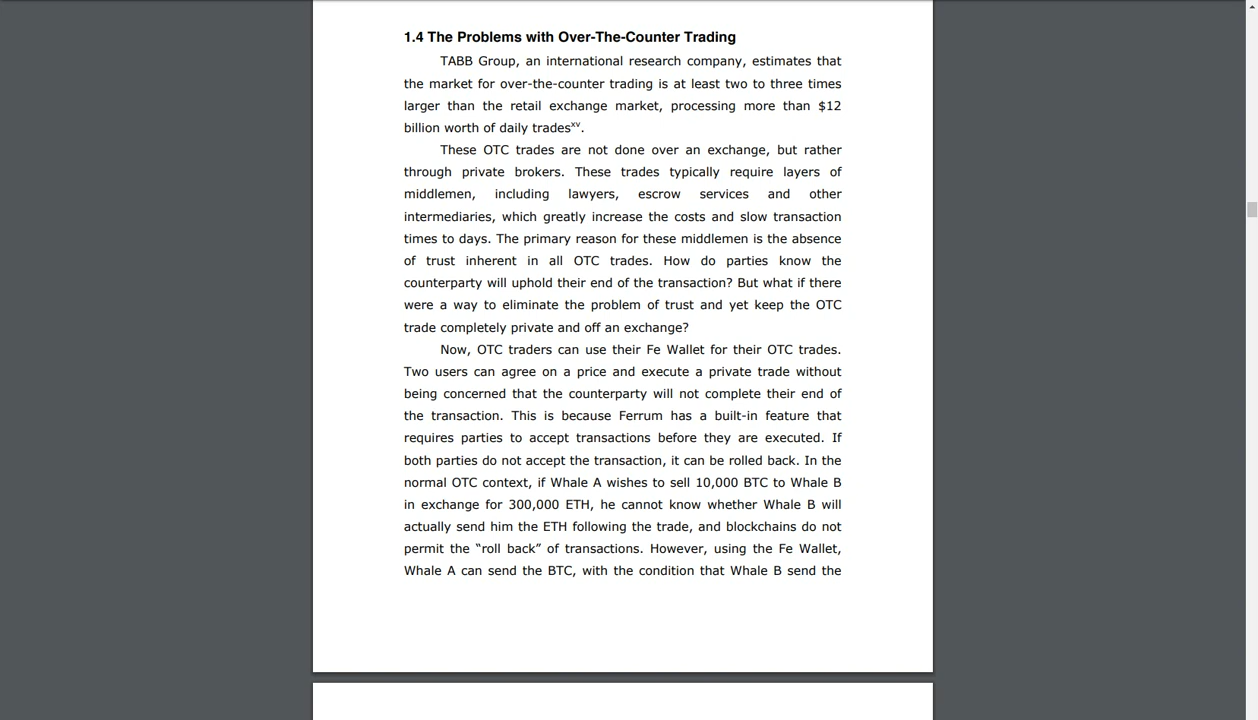 1.4 The Problems with Over-The-Counter Trading
TABB Group, an international research company, estimates that
the market for over-the-counter trading is at least two to three times
larger than the retail exchange market, processing more than $12
billion worth of daily trades^xv.
These OTC trades are not done over an exchange, but rather
through private brokers. These trades typically require layers of
middlemen, including lawyers, escrow services and other
intermediaries, which greatly increase the costs and slow transaction
times to days. The primary reason for these middlemen is the absence
of trust inherent in all OTC trades. How do parties know the
counterparty will uphold their end of the transaction? But what if there
were a way to eliminate the problem of trust and yet keep the OTC
trade completely private and off an exchange?
Now, OTC traders can use their Fe Wallet for their OTC trades.
Two users can agree on a price and execute a private trade without
being concerned that the counterparty will not complete their end of
the transaction. This is because Ferrum has a built-in feature that
requires parties to accept transactions before they are executed. If
both parties do not accept the transaction, it can be rolled back. In the
normal OTC context, if Whale A wishes to sell 10,000 BTC to Whale B
in exchange for 300,000 ETH, he cannot know whether Whale B will
actually send him the ETH following the trade, and blockchains do not
permit the “roll back” of transactions. However, using the Fe Wallet,
Whale A can send the BTC, with the condition that Whale B send the